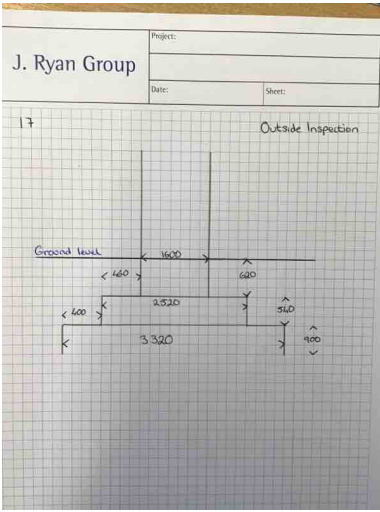 Project:
J. Ryan Group
Date:
Sheet:
17
Outside Inspection
Ground level
1600
460
620
2520
540
400
3320
900